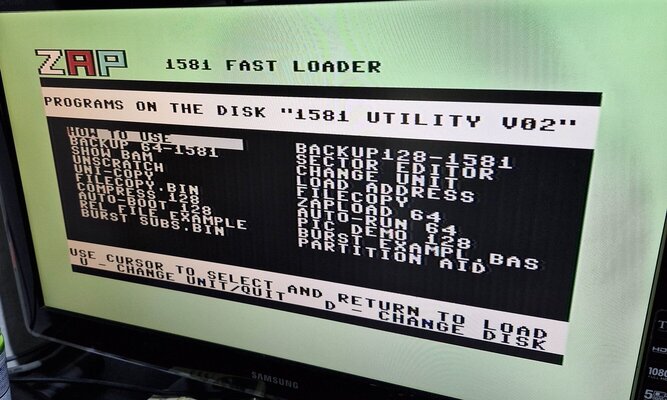 ZAP 1581 FAST LOADER
PROGRAMS ON THE DISK "1581 UTILITY V02"
HOW TO USE
BACKUP 64-1581
SHOW BAM
UNSCRATCH
UNI-COPY
FILECOPY.BIN
COMPRESS 128
AUTO-BOOT 128
REL FILE EXAMPLE
BURST SUBS.BIN
BACKUP128-1581
SECTOR EDITOR
CHANGE UNIT
LOAD ADDRESS
FILECOPY
ZAPLOAD 64
AUTO-RUN 64
PIC DEMO 128
BURST EXAMPL.BAS
PARTITION AID
USE CURSOR TO SELECT AND RETURN TO LOAD
U - CHANGE UNIT/QUIT D - CHANGE DISK
SAMSUNG